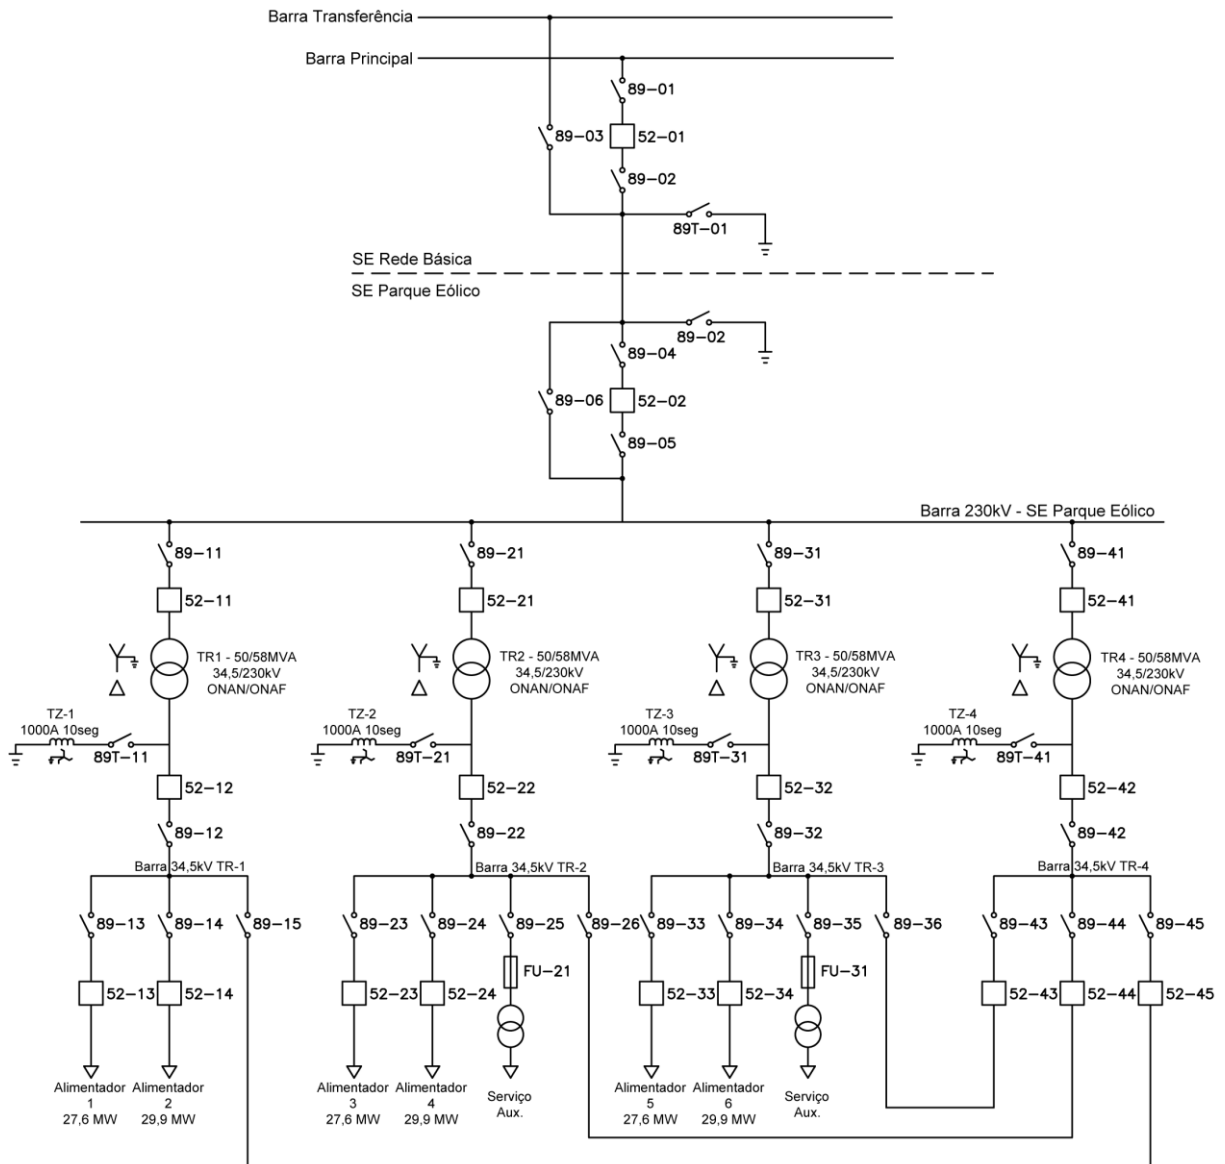 Barra Transferência
Barra Principal
89-01
89-03
52-01
89-02
89T-01
SE Rede Básica
SE Parque Eólico
89-02
89-04
89-06
52-02
89-05
Barra 230kV - SE Parque Eólico
89-11
89-21
89-31
89-41
52-11
52-21
52-31
52-41
TR1 - 50/58MVA
34,5/230kV
ONAN/ONAF
TR2 - 50/58MVA
34,5/230kV
ONAN/ONAF
TR3 - 50/58MVA
34,5/230kV
ONAN/ONAF
TR4 - 50/58MVA
34,5/230kV
ONAN/ONAF
TZ-1
1000A 10seg
89T-11
TZ-2
1000A 10seg
89T-21
TZ-3
1000A 10seg
89T-31
TZ-4
1000A 10seg
89T-41
52-12
52-22
52-32
52-42
89-12
89-22
89-32
89-42
Barra 34,5kV TR-1
Barra 34,5kV TR-2
Barra 34,5kV TR-3
Barra 34,5kV TR-4
89-13
89-14
89-15
89-23
89-24
89-25
89-26
89-33
89-34
89-35
89-36
89-43
89-44
89-45
FU-21
FU-31
52-13
52-14
52-23
52-24
52-33
52-34
52-43
52-44
52-45
Alimentador
1
27,6 MW
Alimentador
2
29,9 MW
Alimentador
3
27,6 MW
Alimentador
4
29,9 MW
Serviço
Aux.
Alimentador
5
27,6 MW
Alimentador
6
29,9 MW
Serviço
Aux.